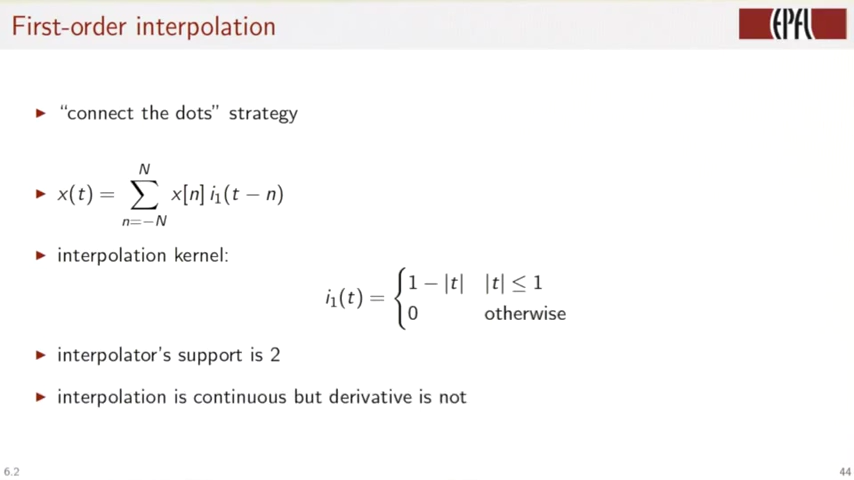 First-order interpolation
EPFL
▶ “connect the dots” strategy
▶ x(t) = ∑_{n=−N}^{N} x[n] i₁(t − n)
▶ interpolation kernel:
i₁(t) = { 1 − |t|   |t| ≤ 1
0   otherwise
▶ interpolator’s support is 2
▶ interpolation is continuous but derivative is not
6.2
44